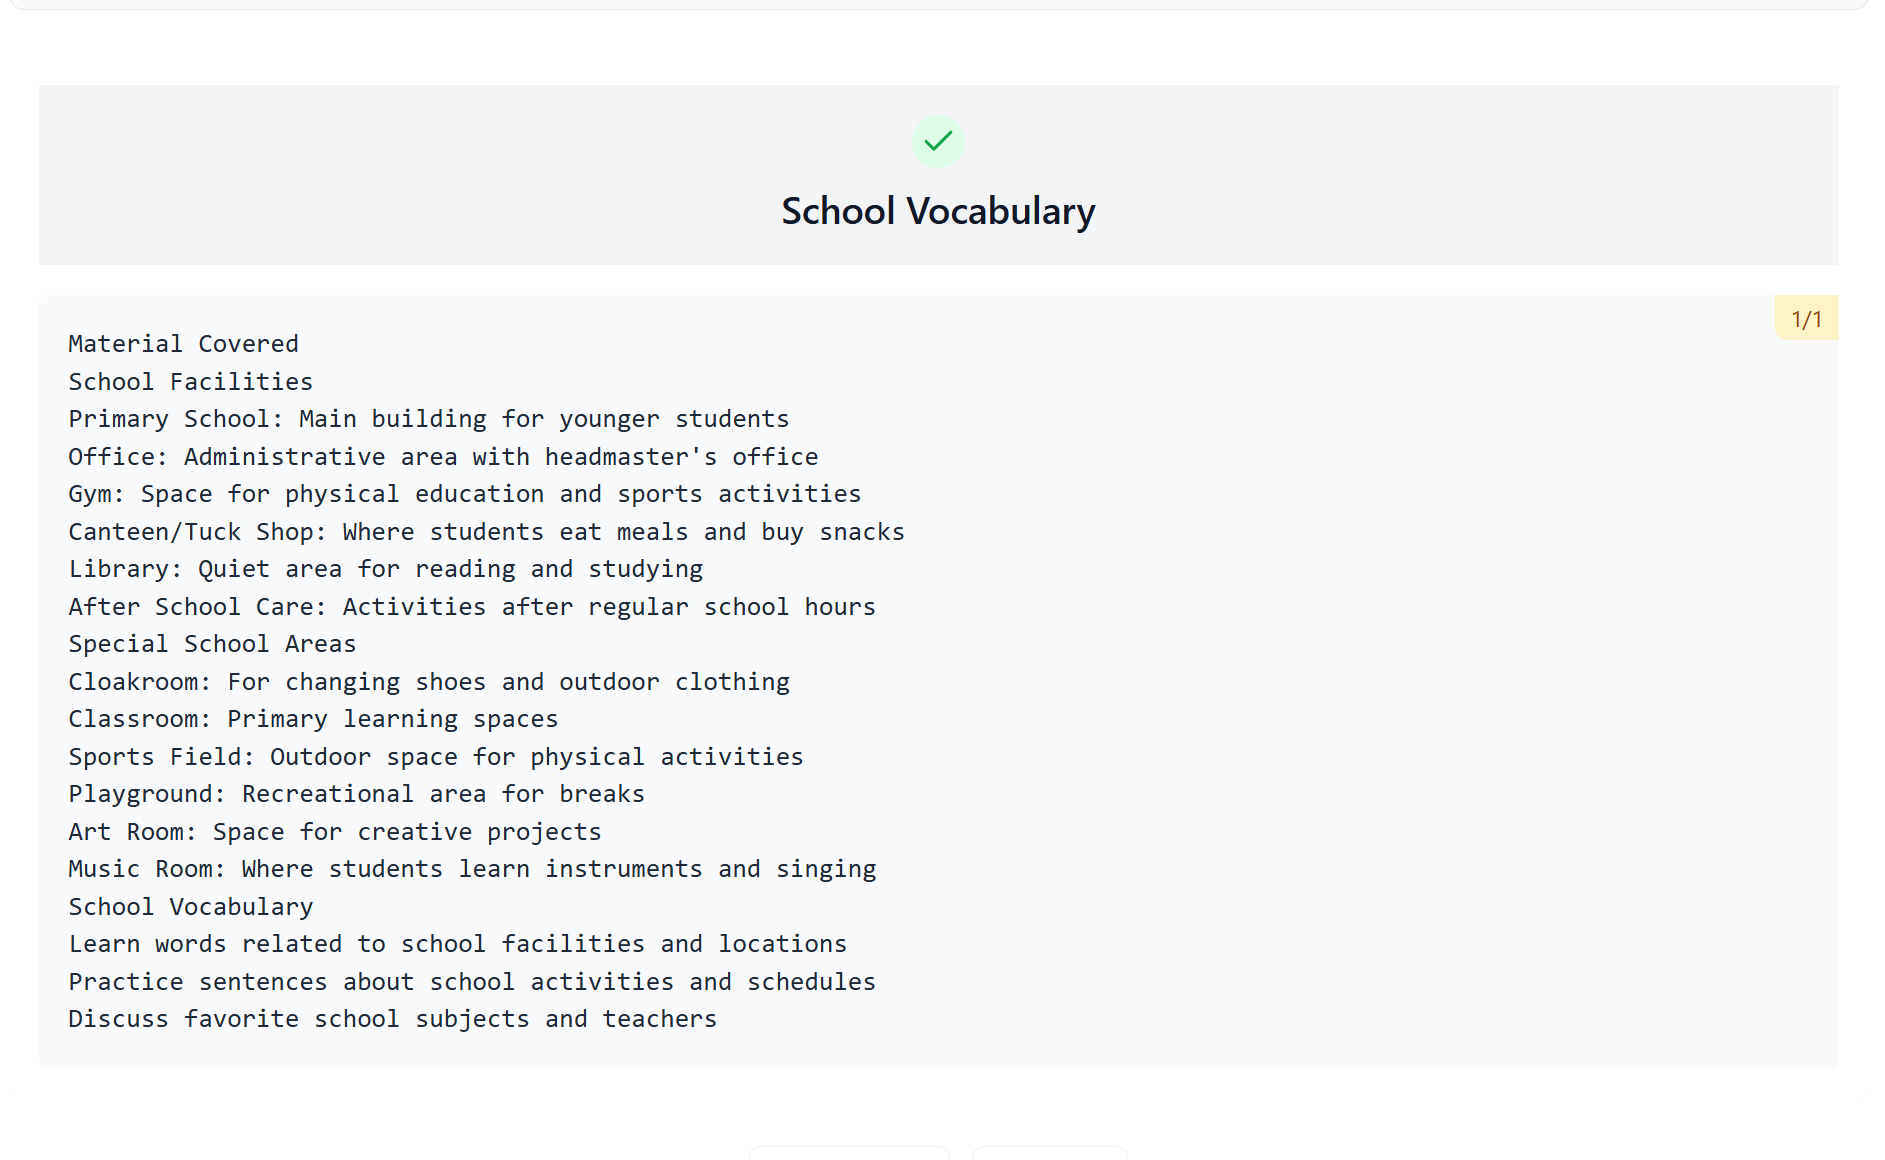 School Vocabulary
1/1
Material Covered
School Facilities
Primary School: Main building for younger students
Office: Administrative area with headmaster's office
Gym: Space for physical education and sports activities
Canteen/Tuck Shop: Where students eat meals and buy snacks
Library: Quiet area for reading and studying
After School Care: Activities after regular school hours
Special School Areas
Cloakroom: For changing shoes and outdoor clothing
Classroom: Primary learning spaces
Sports Field: Outdoor space for physical activities
Playground: Recreational area for breaks
Art Room: Space for creative projects
Music Room: Where students learn instruments and singing
School Vocabulary
Learn words related to school facilities and locations
Practice sentences about school activities and schedules
Discuss favorite school subjects and teachers